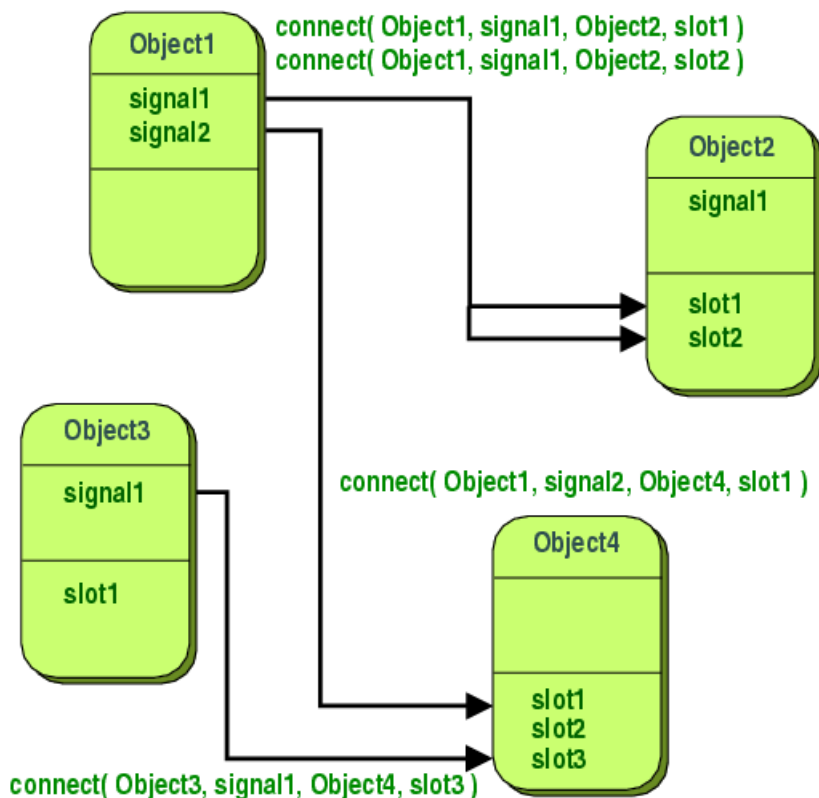 Object1
signal1
signal2
connect( Object1, signal1, Object2, slot1 )
connect( Object1, signal1, Object2, slot2 )
Object2
signal1
slot1
slot2
Object3
signal1
slot1
connect( Object1, signal2, Object4, slot1 )
Object4
slot1
slot2
slot3
connect( Object3, signal1, Object4, slot3 )